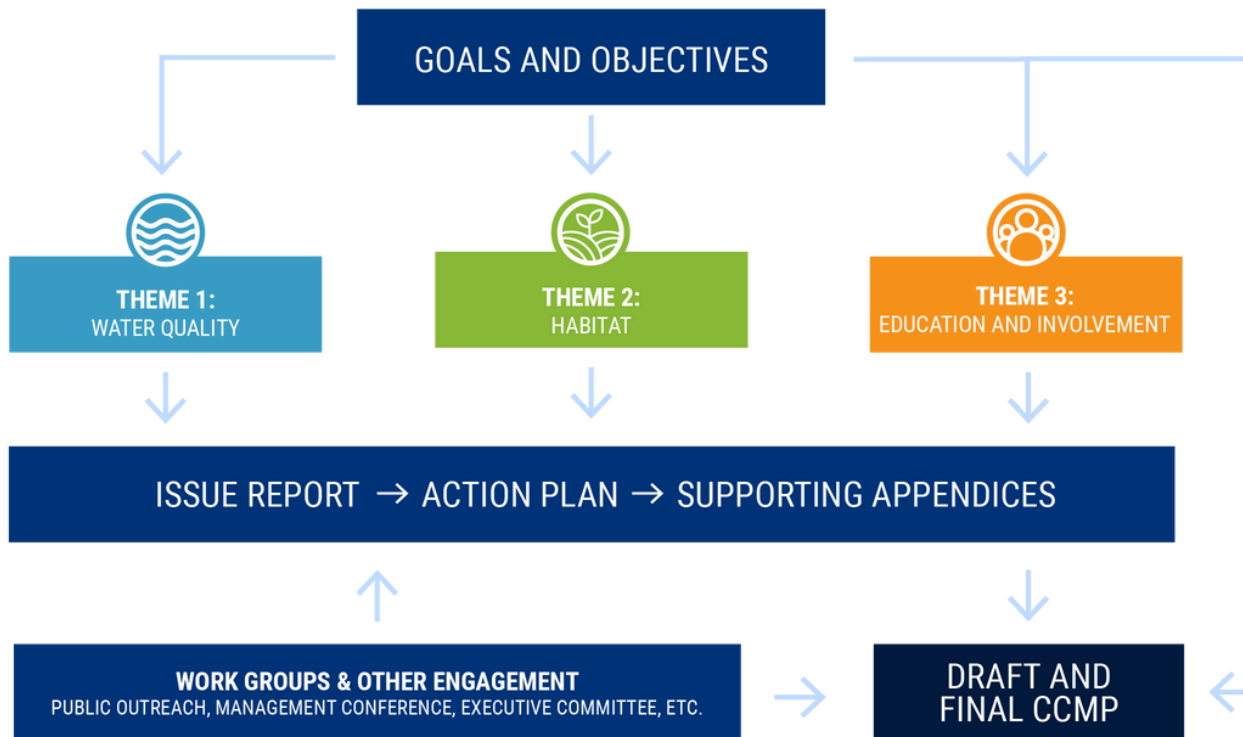 GOALS AND OBJECTIVES
THEME 1:
WATER QUALITY
THEME 2:
HABITAT
THEME 3:
EDUCATION AND INVOLVEMENT
ISSUE REPORT → ACTION PLAN → SUPPORTING APPENDICES
WORK GROUPS & OTHER ENGAGEMENT
PUBLIC OUTREACH, MANAGEMENT CONFERENCE, EXECUTIVE COMMITTEE, ETC.
DRAFT AND
FINAL CCMP